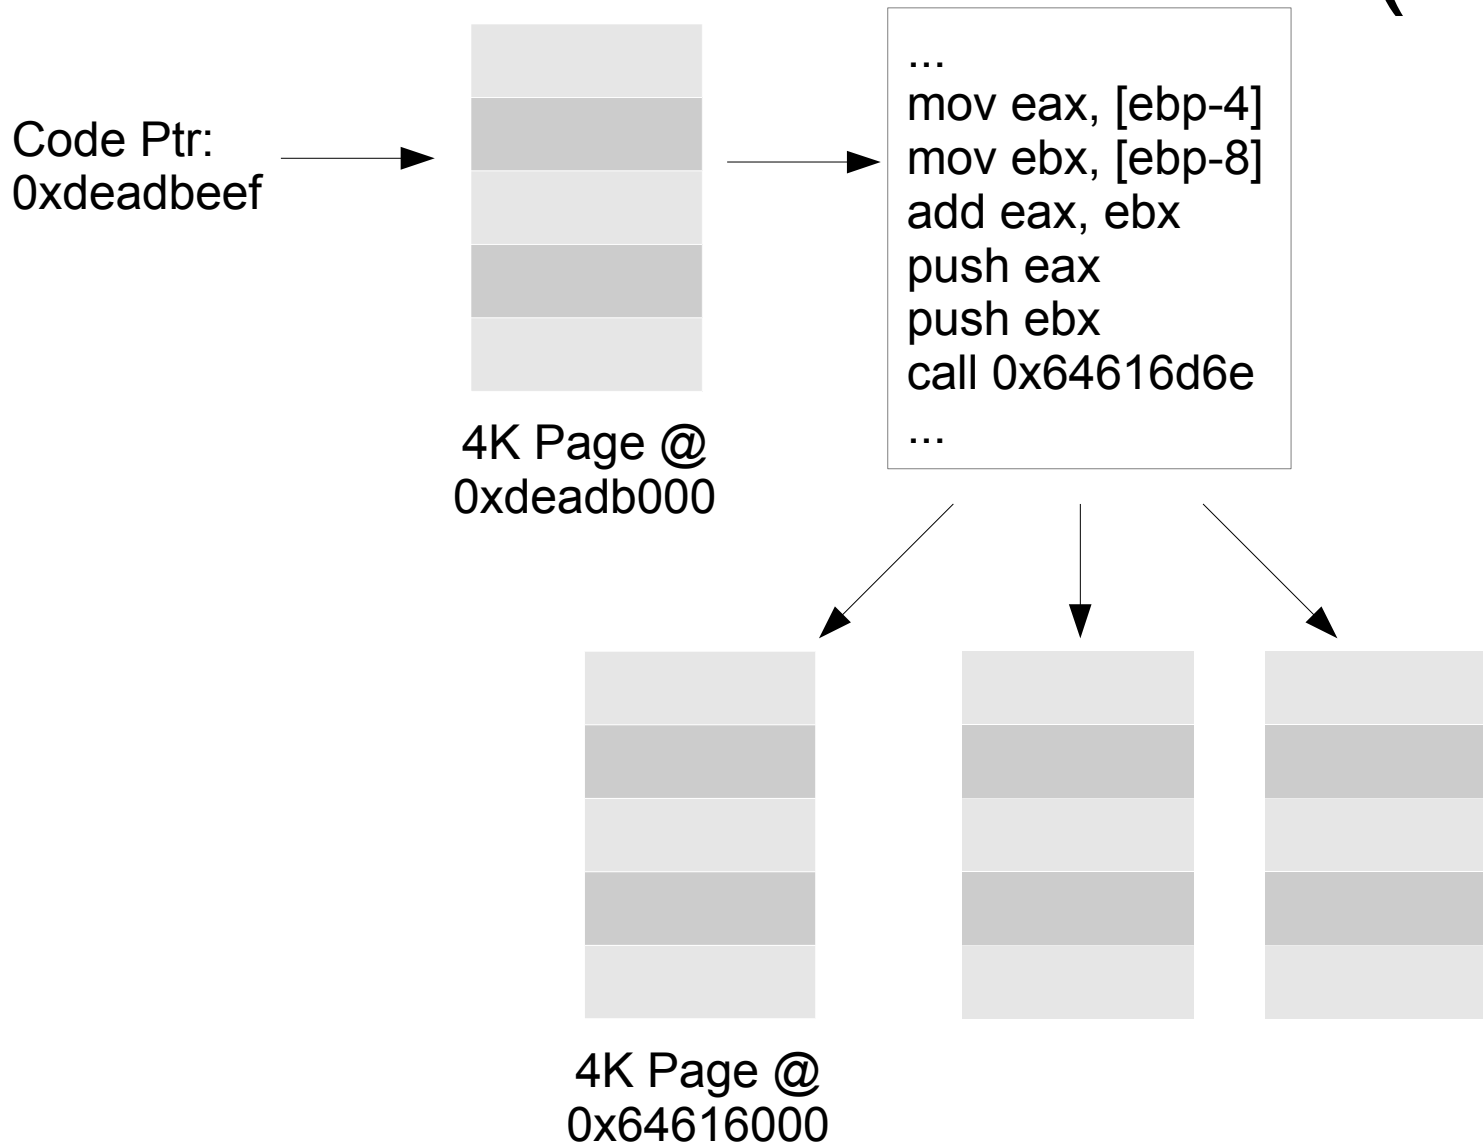 Code Ptr:
0xdeadbeef
4K Page @
0xdeadb000
...
mov eax, [ebp-4]
mov ebx, [ebp-8]
add eax, ebx
push eax
push ebx
call 0x64616d6e
...
4K Page @
0x64616000